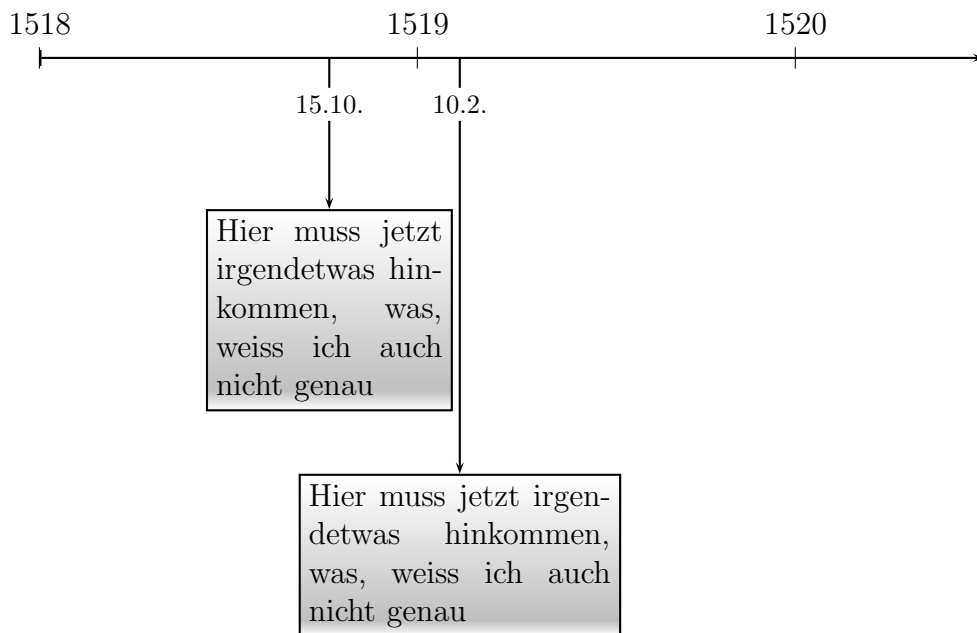 1518 1519 1520
15.10. 10.2.
Hier muss jetzt
irgendetwas hin-
kommen, was,
weiss ich auch
nicht genau
Hier muss jetzt irgen-
detwas hinkommen,
was, weiss ich auch
nicht genau